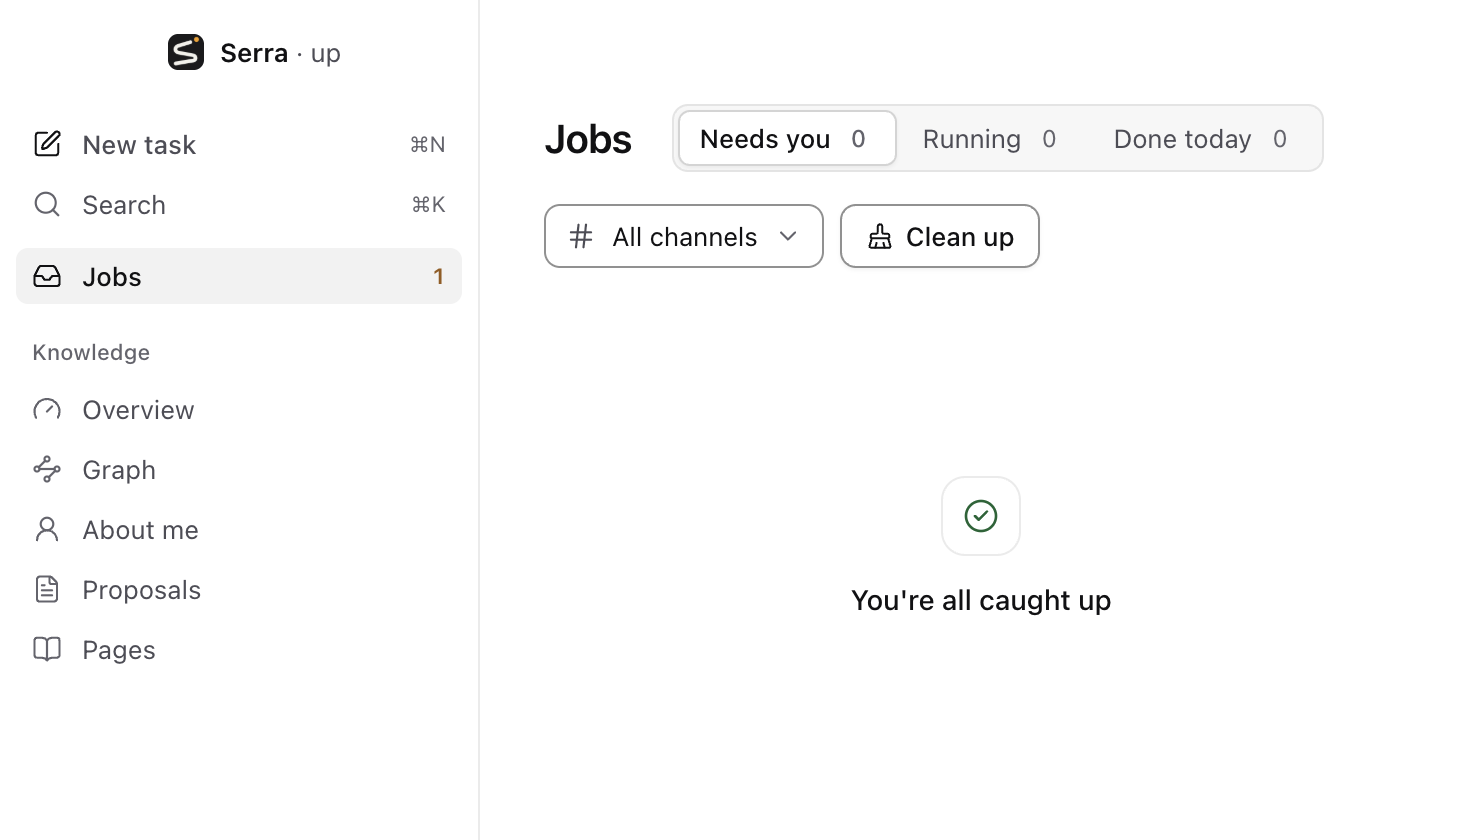 Serra · up
New task ⌘N
Search ⌘K
Jobs 1
Knowledge
Overview
Graph
About me
Proposals
Pages
Jobs
Needs you 0
Running 0
Done today 0
All channels
Clean up
You're all caught up